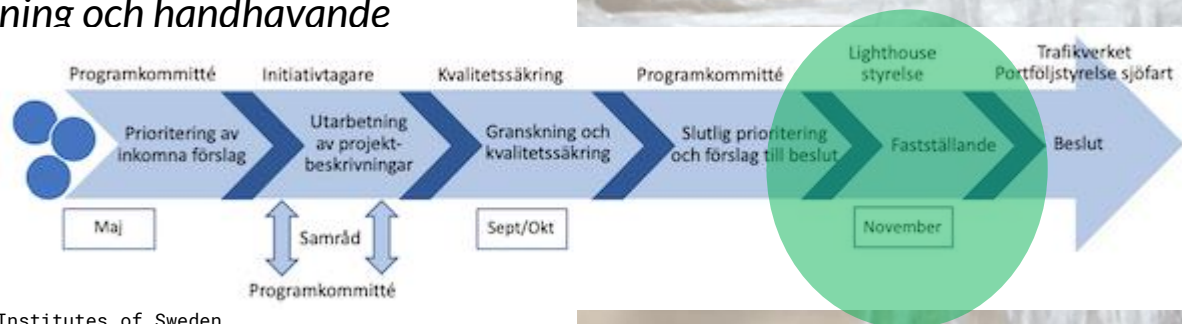 ning och handhavande
Programkommitté
Initiativtagare
Kvalitetssäkring
Programkommitté
Lighthouse
styrelse
Trafikverket
Portföljstyrelse sjöfart
Prioritering av
inkomna förslag
Utarbetning
av projekt-
beskrivningar
Granskning och
kvalitetssäkring
Slutlig prioritering
och förslag till beslut
Fastställande
Beslut
Maj
Samråd
Programkommitté
Sept/Okt
November
Institutes of Sweden